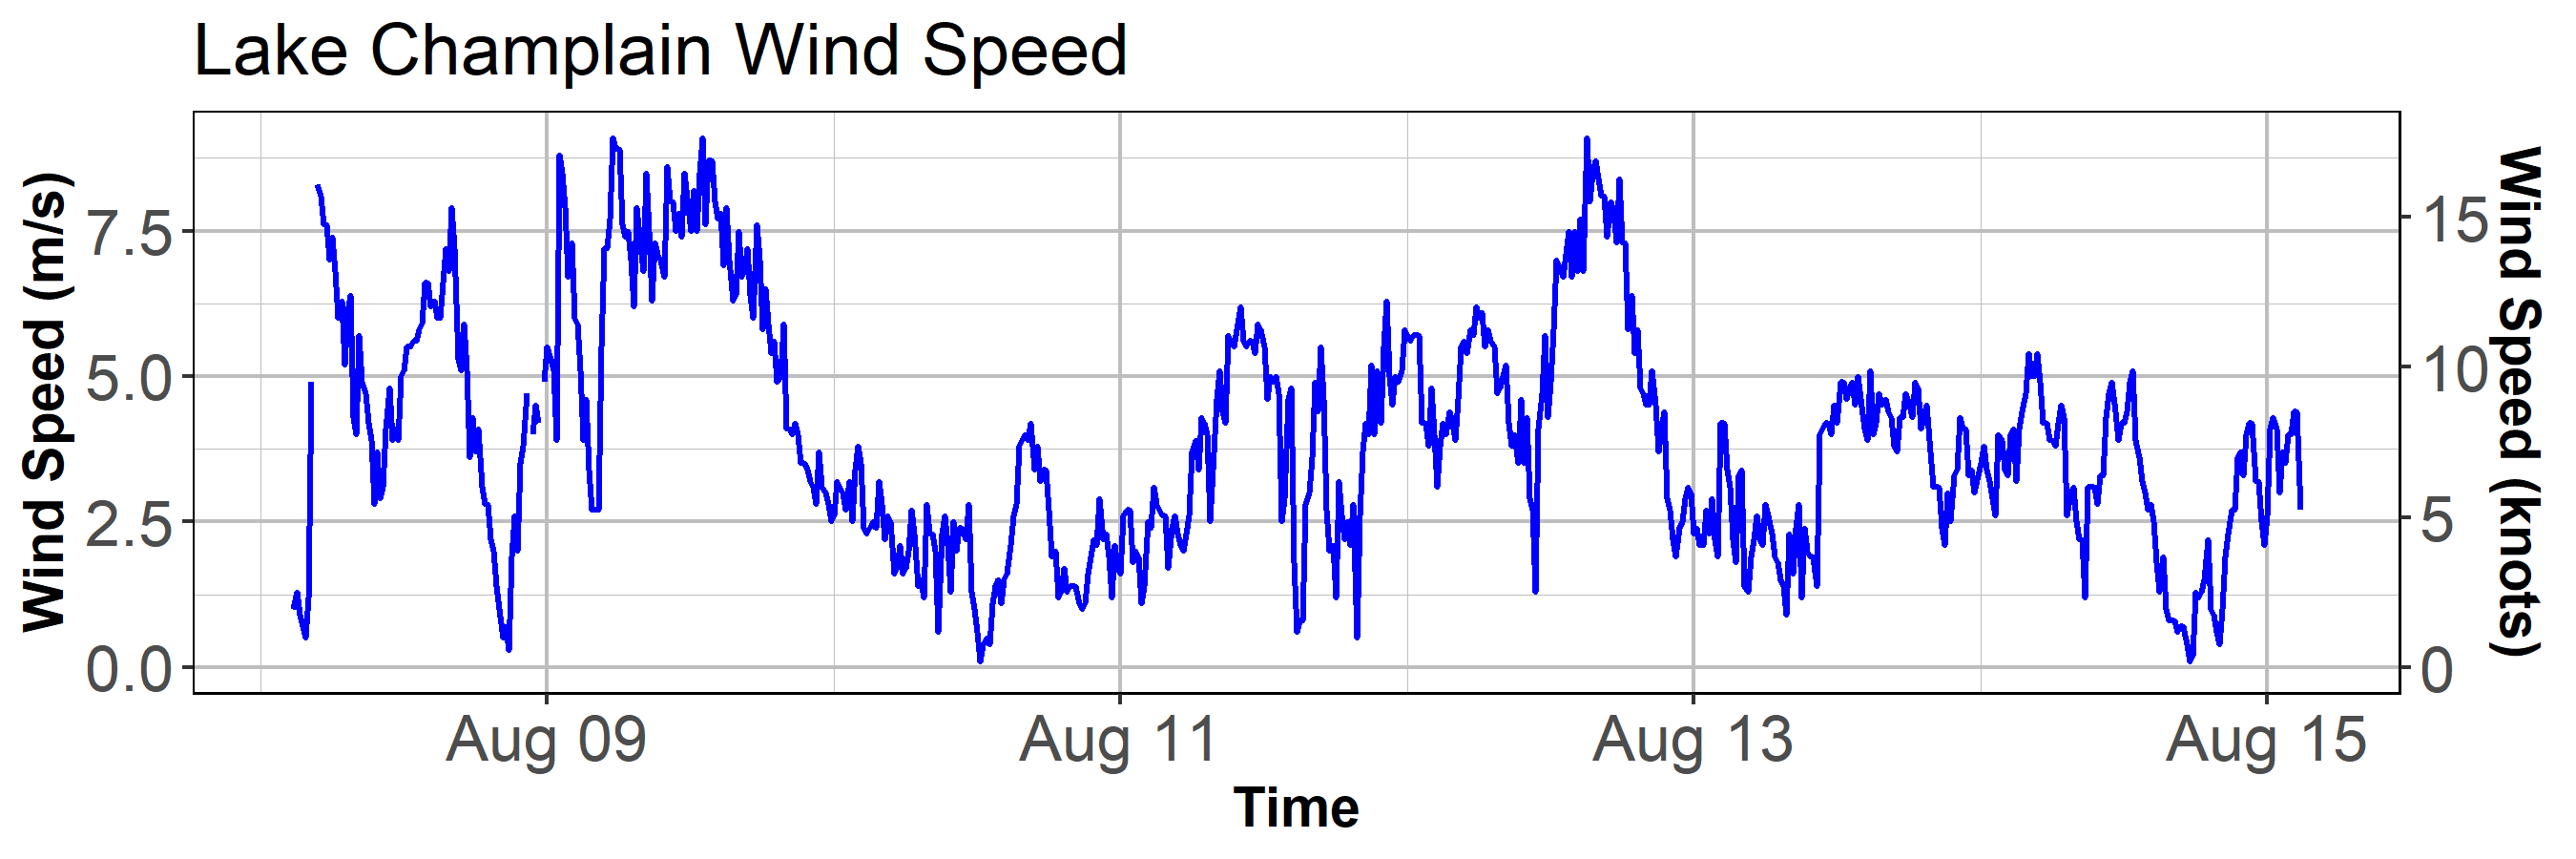 Lake Champlain Wind Speed
Wind Speed (m/s)
7.5
5.0
2.5
0.0
15
10
5
0
Wind Speed (knots)
Aug 09 Aug 11 Aug 13 Aug 15
Time